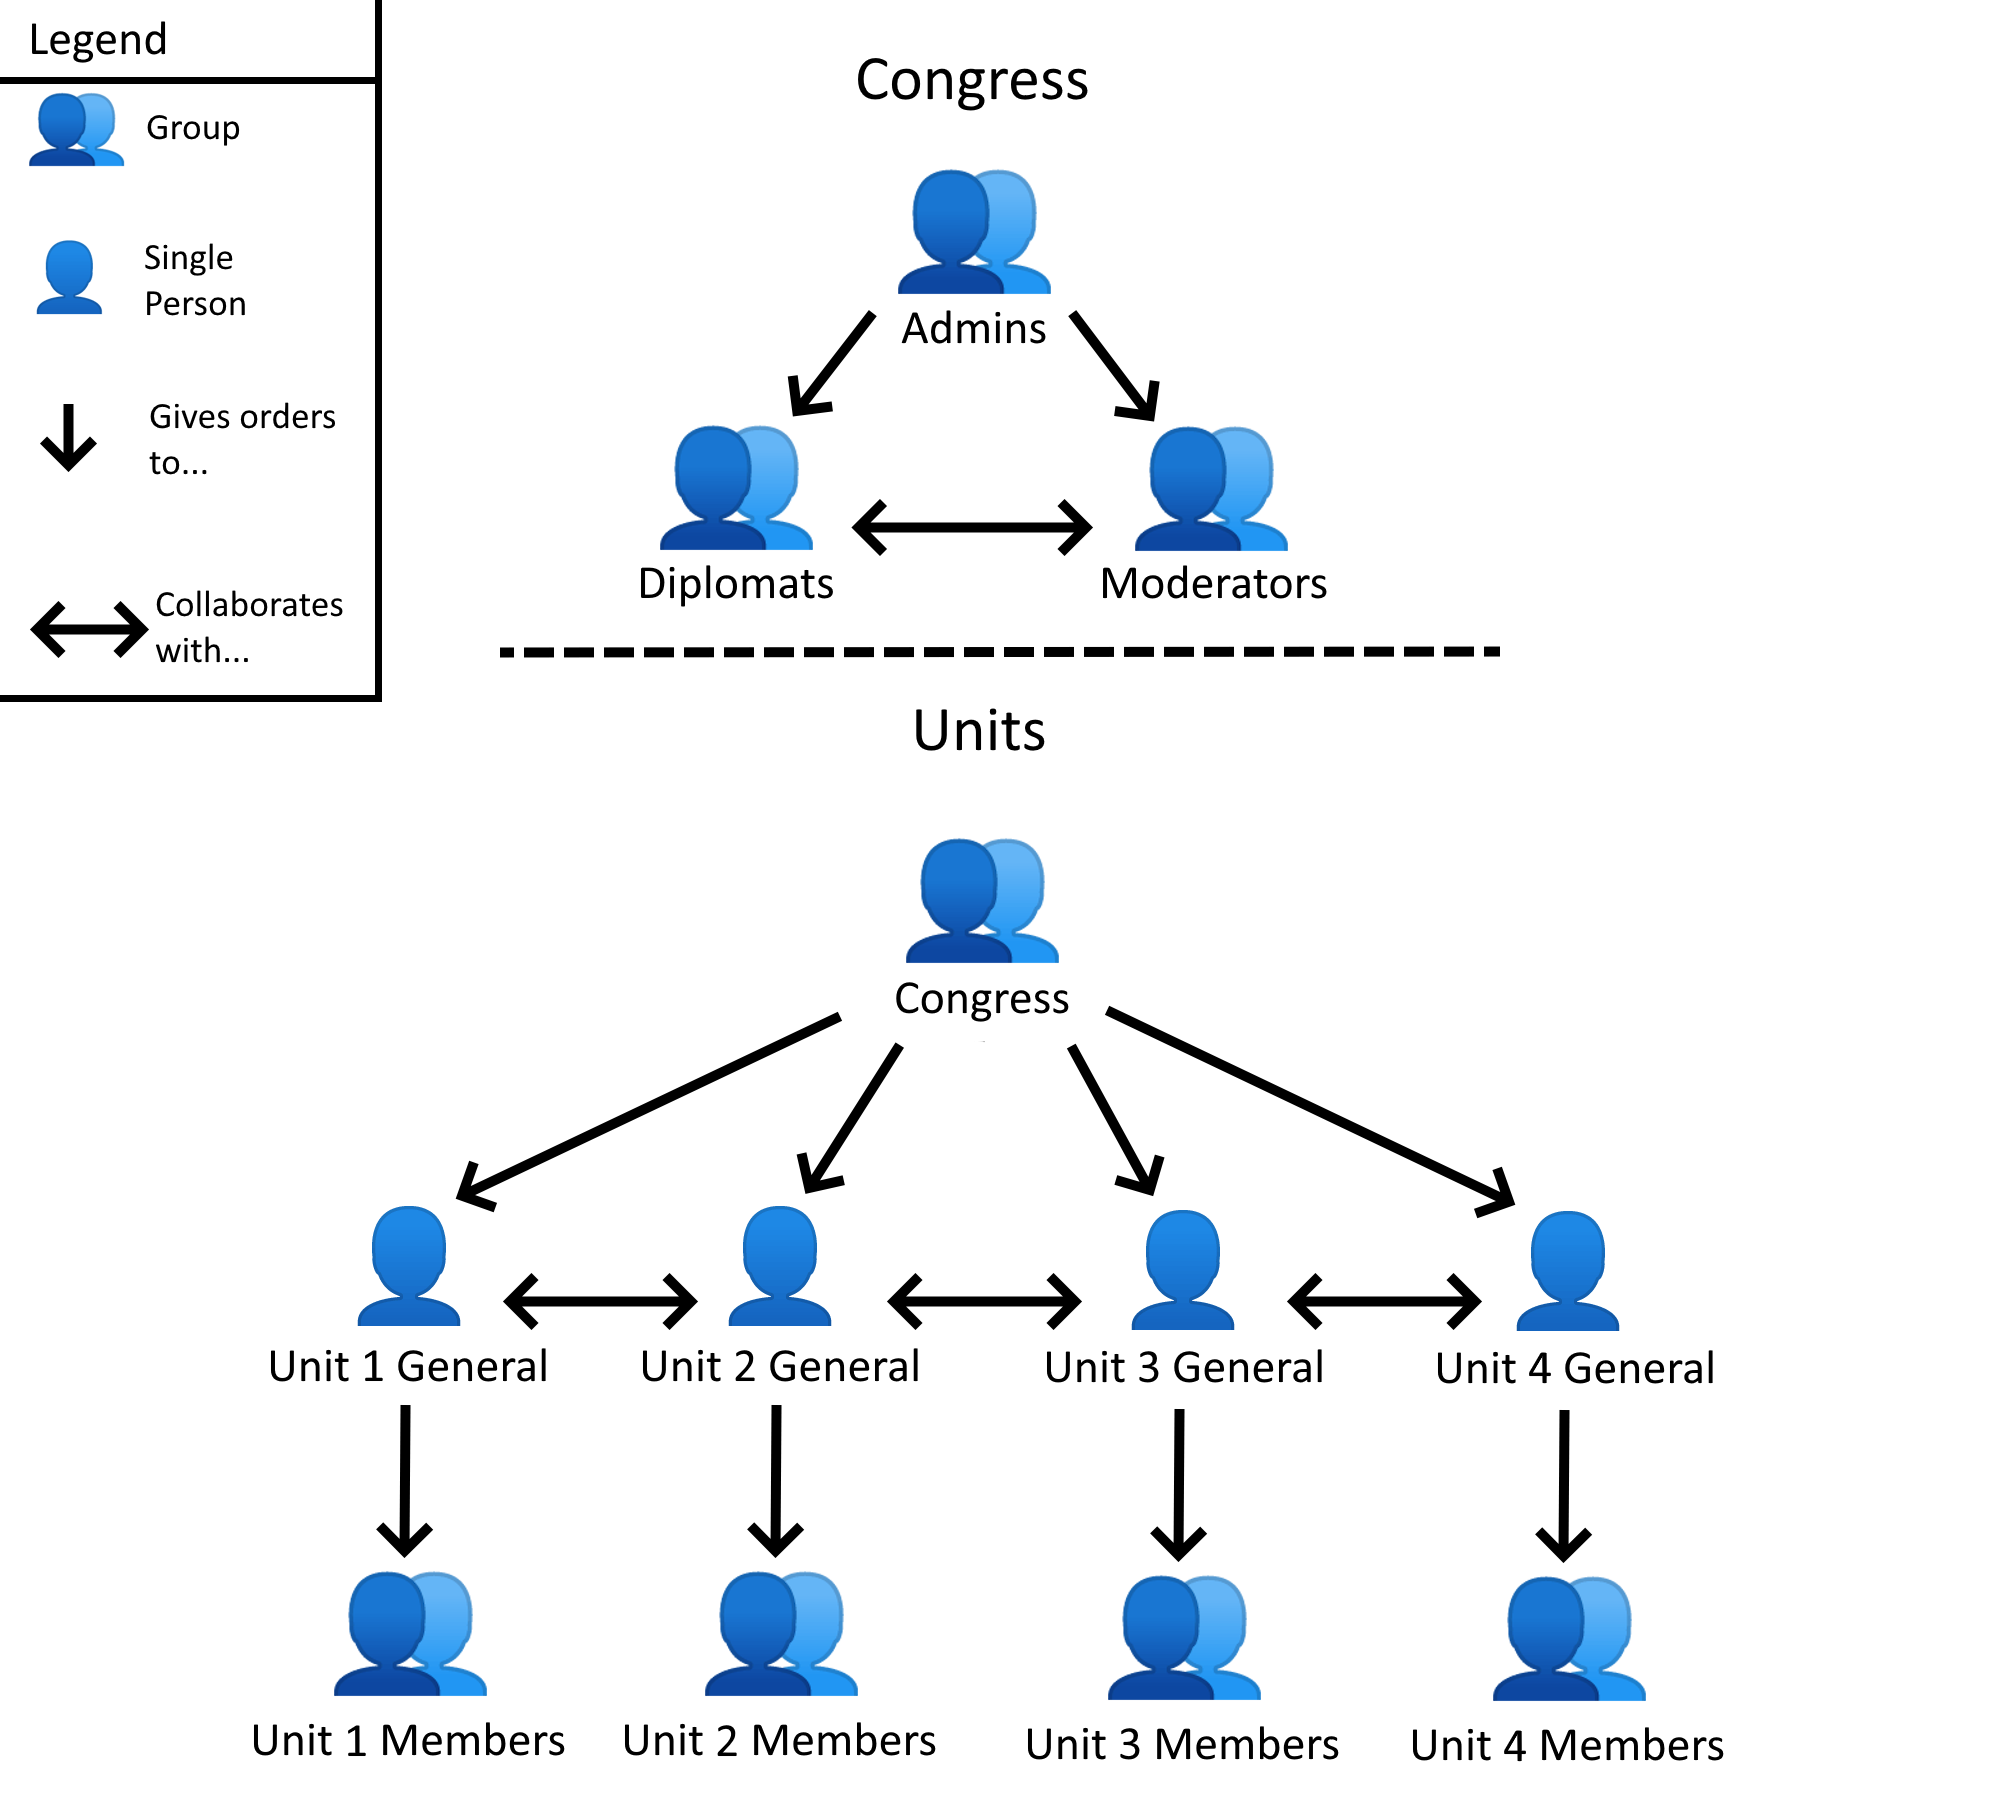 Legend
Group
Single
Person
Gives orders
to...
Collaborates
with...
Congress
Admins
Diplomats
Moderators
Units
Congress
Unit 1 General
Unit 2 General
Unit 3 General
Unit 4 General
Unit 1 Members
Unit 2 Members
Unit 3 Members
Unit 4 Members